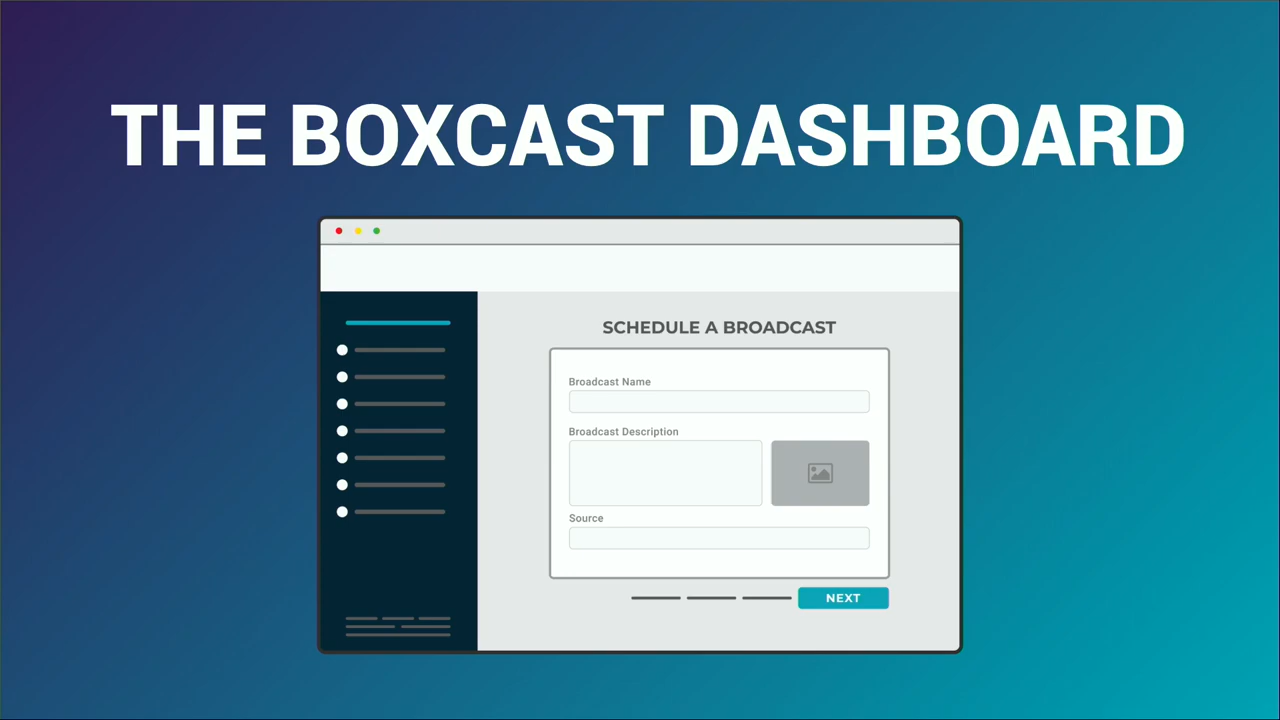 THE BOXCAST DASHBOARD
SCHEDULE A BROADCAST
Broadcast Name
Broadcast Description
Source
NEXT